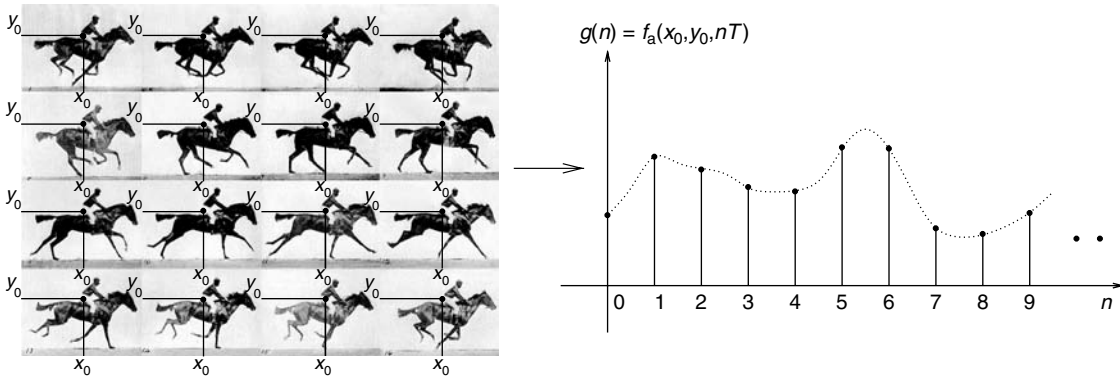 g(n) = fₐ(x₀,y₀,nT)
y₀ y₀ y₀ y₀
x₀ x₀ x₀ x₀
y₀ y₀ y₀ y₀
x₀ x₀ x₀ x₀
y₀ y₀ y₀ y₀
x₀ x₀ x₀ x₀
y₀ y₀ y₀ y₀
x₀ x₀ x₀ x₀
0 1 2 3 4 5 6 7 8 9 n